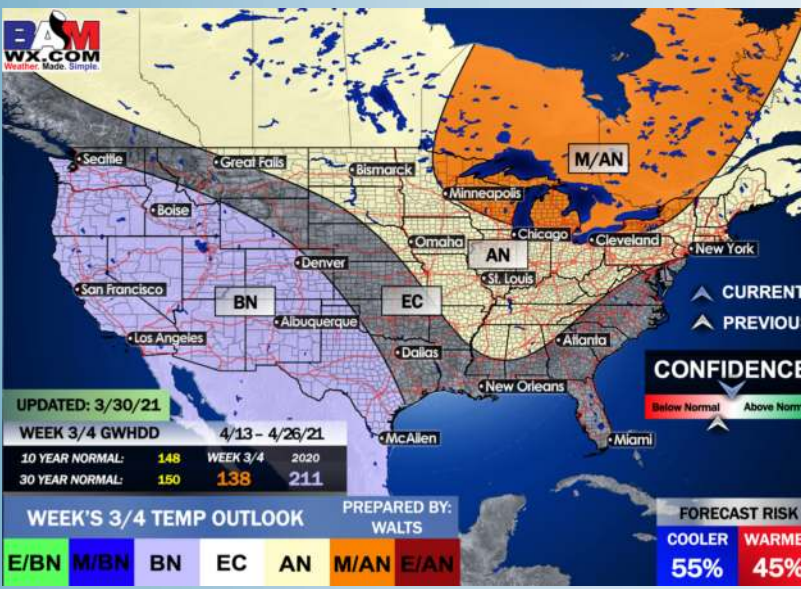 BAM
WX.COM
Weather. Made. Simple.
Seattle
Great Falls
Bismarck
M/AN
Minneapolis
Boise
Omaha
Chicago
Cleveland
New York
AN
Denver
St. Louis
San Francisco
BN
EC
CURRENT
Albuquerque
PREVIOU
Los Angeles
Atlanta
Dallas
CONFIDENCE
New Orleans
Below Normal Above Norm
UPDATED: 3/30/21
WEEK 3/4 GWHDD 4/13 – 4/26/21
McAllen
Miami
10 YEAR NORMAL: 148 WEEK 3/4 2020
30 YEAR NORMAL: 150 138 211
WEEK'S 3/4 TEMP OUTLOOK
PREPARED BY:
WALTS
FORECAST RISK
COOLER WARME
55% 45%
E/BN M/BN BN EC AN M/AN E/AN